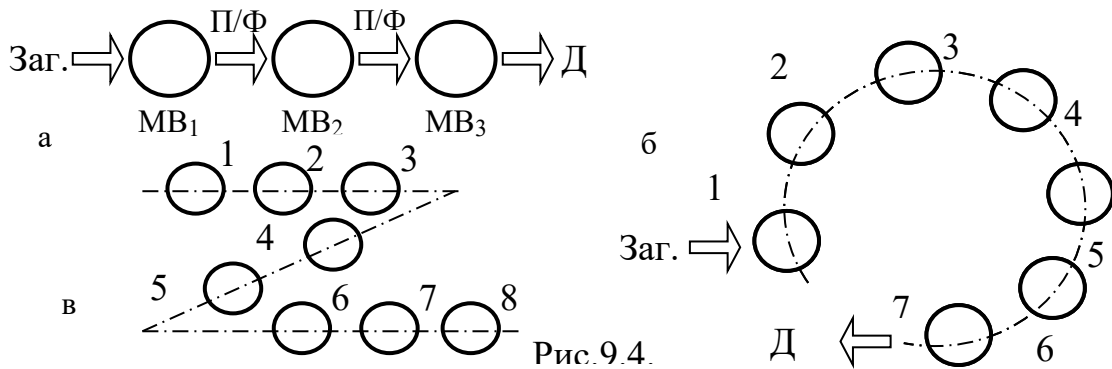 П/Ф П/Ф
Заг. Д
МВ1 МВ2 МВ3
а
1 2 3
4
5
6 7 8
в
Рис.9.4.
3
2
4
б
1
Заг.
5
7
Д
6